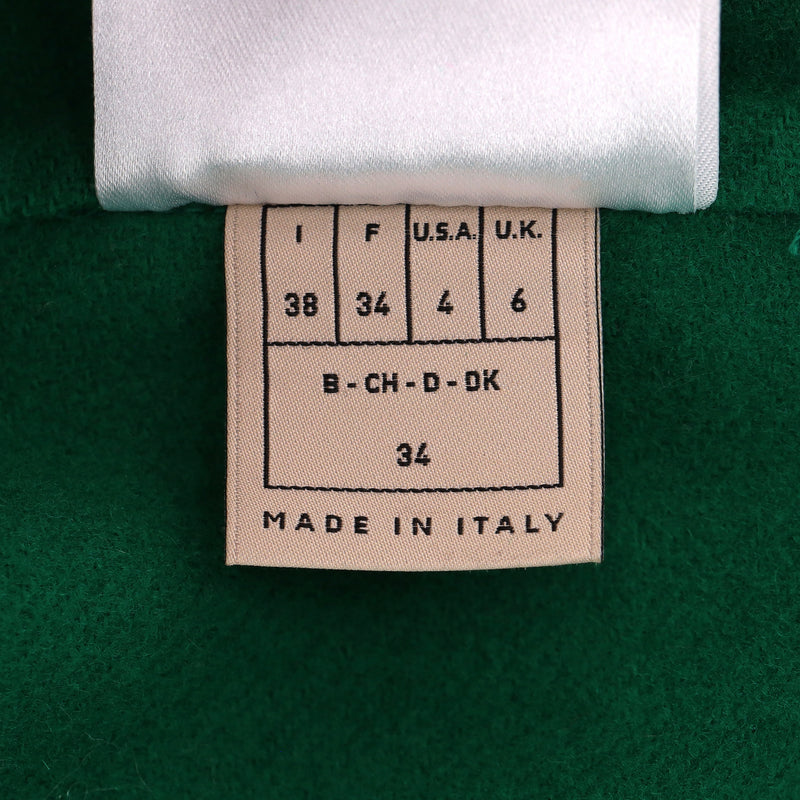 I F U.S.A. U.K.
38 34 4 6
B - CH - D - DK
34
MADE IN ITALY